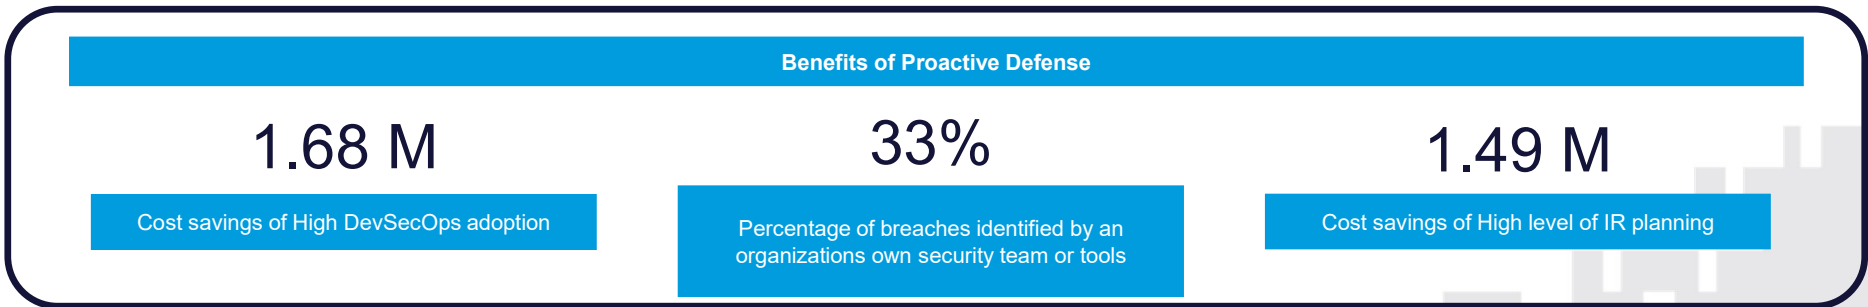 Benefits of Proactive Defense
1.68 M
Cost savings of High DevSecOps adoption
33%
Percentage of breaches identified by an
organizations own security team or tools
1.49 M
Cost savings of High level of IR planning